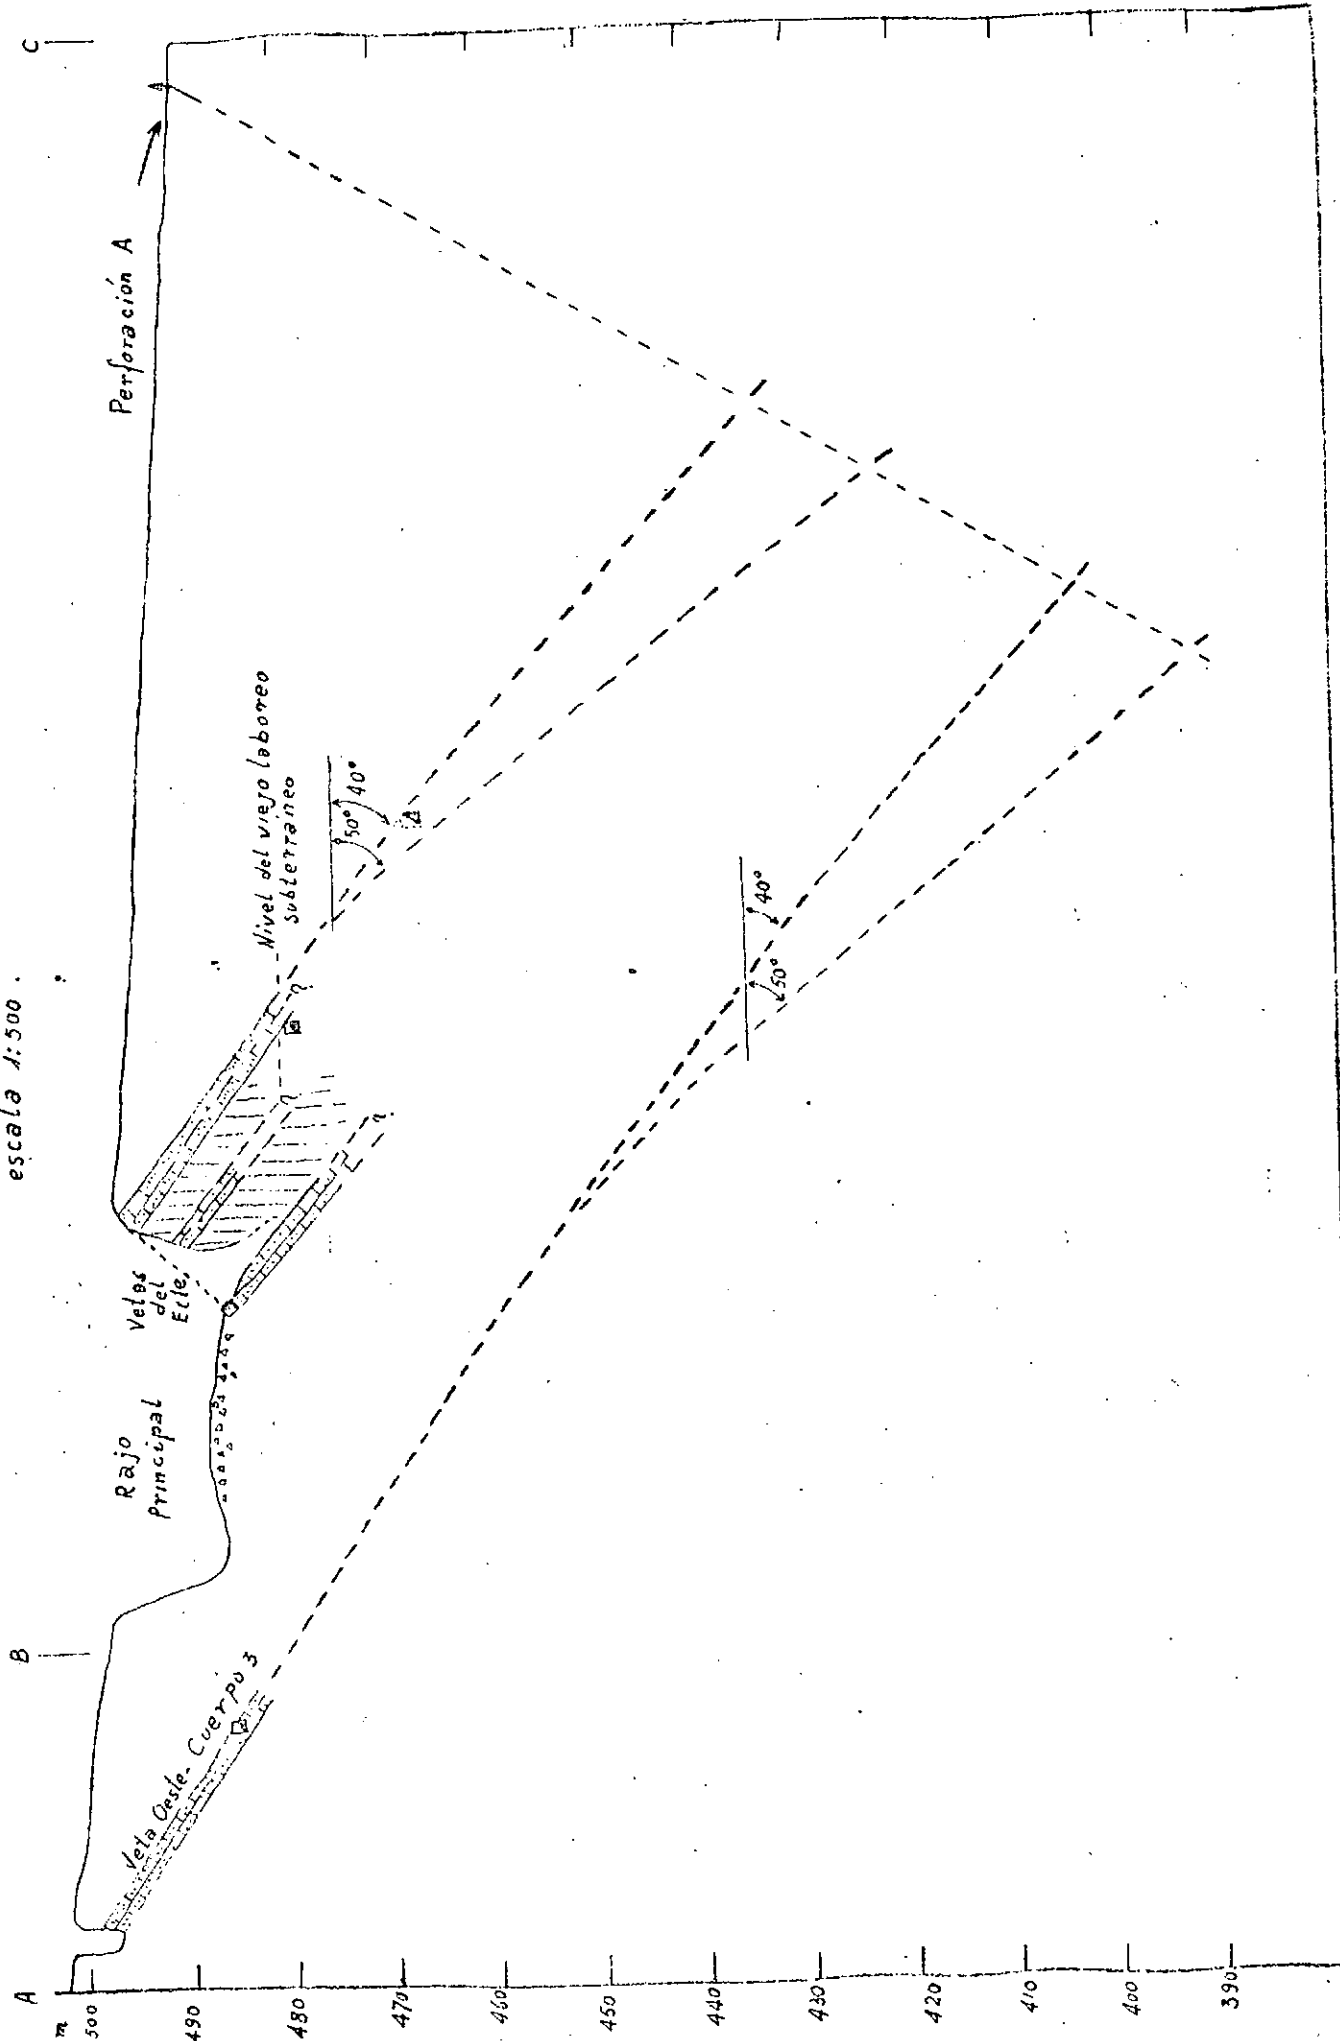 escala 1:500.
A
B
C
m
500
490
480
470
460
450
440
430
420
410
400
390
Veta Oeste - Cuerpo 3
Rajo
Principal
Vetas
del
Este
Nivel del viejo laboreo
subterráneo
50°
40°
50°
40°
Perforación A
?
?
?